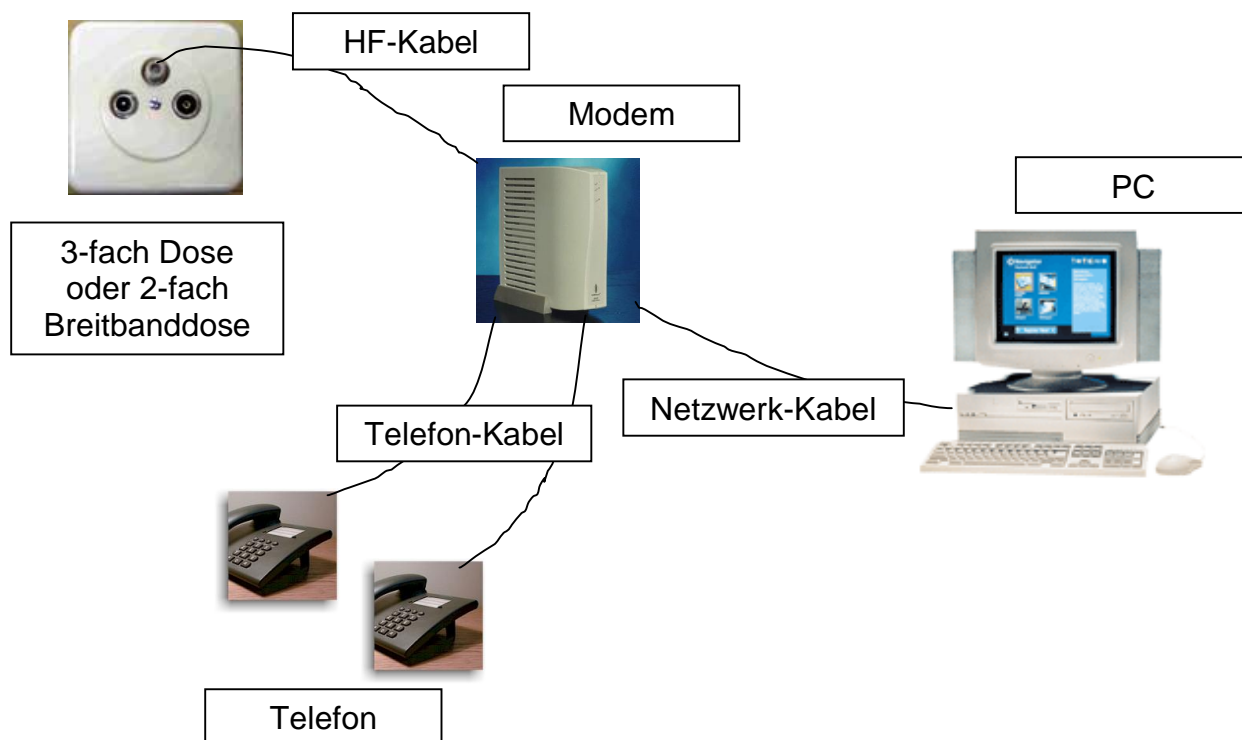 HF-Kabel
Modem
PC
3-fach Dose
oder 2-fach
Breitbanddose
Netzwerk-Kabel
Telefon-Kabel
Telefon